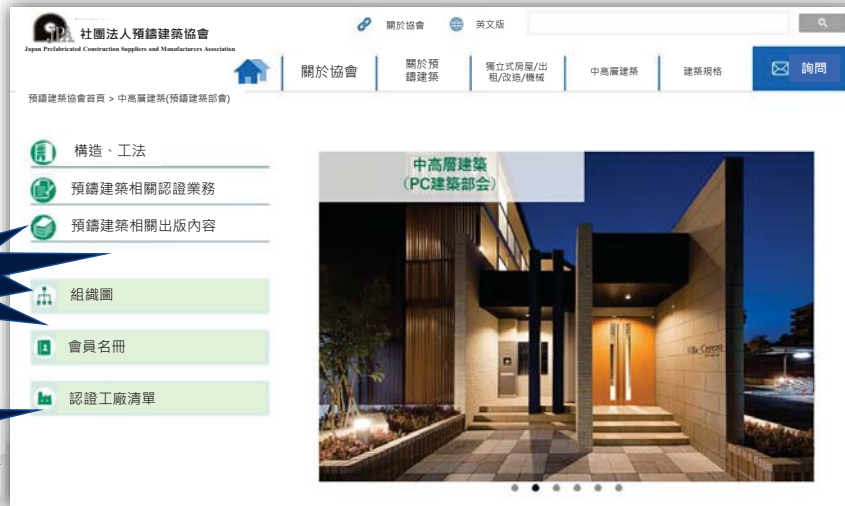 JPA 社團法人預鑄建築協會
Japan Prefabricated Construction Suppliers and Manufacturers Association
關於協會
英文版
關於協會
關於預
鑄建築
獨立式房屋/出
租/改造/機械
中高層建築
建築規格
詢問
預鑄建築協會首頁 > 中高層建築(預鑄建築部會)
構造、工法
預鑄建築相關認證業務
預鑄建築相關出版內容
組織圖
會員名冊
認證工廠清單
中高層建築
(PC建築部会)
Villa Cerezo